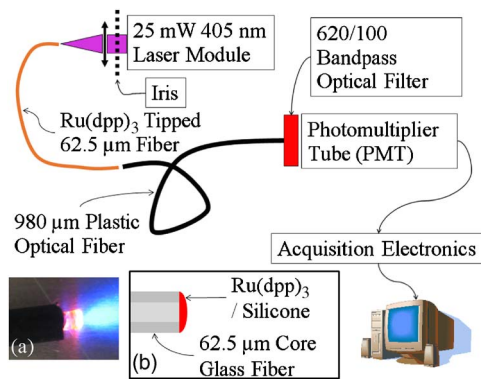 25 mW 405 nm
Laser Module
Iris
620/100
Bandpass
Optical Filter
Ru(dpp)3 Tipped
62.5 µm Fiber
Photomultiplier
Tube (PMT)
980 µm Plastic
Optical Fiber
Acquisition Electronics
(a)
(b)
Ru(dpp)3
/ Silicone
62.5 µm Core
Glass Fiber